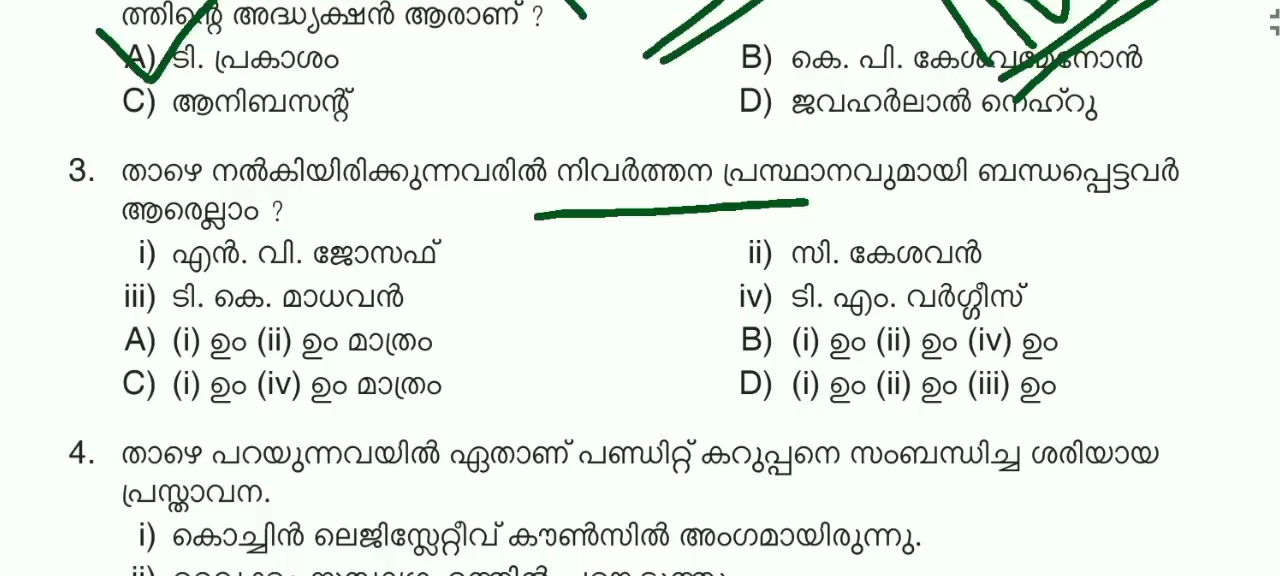 ത്തിന്റെ അദ്ധ്യക്ഷൻ ആരാണ് ?
A) ടി. പ്രകാശം B) കെ. പി. കേശവമേനോൻ
C) ആനിബസന്റ് D) ജവഹർലാൽ നെഹ്റു
3. താഴെ നൽകിയിരിക്കുന്നവരിൽ നിവർത്തന പ്രസ്ഥാനവുമായി ബന്ധപ്പെട്ടവർ
ആരെല്ലാം ?
i) എൻ. വി. ജോസഫ് ii) സി. കേശവൻ
iii) ടി. കെ. മാധവൻ iv) ടി. എം. വർഗ്ഗീസ്
A) (i) ഉം (ii) ഉം മാത്രം B) (i) ഉം (ii) ഉം (iv) ഉം
C) (i) ഉം (iv) ഉം മാത്രം D) (i) ഉം (ii) ഉം (iii) ഉം
4. താഴെ പറയുന്നവയിൽ ഏതാണ് പണ്ഡിറ്റ് കറുപ്പനെ സംബന്ധിച്ച ശരിയായ
പ്രസ്താവന.
i) കൊച്ചിൻ ലെജിസ്ലേറ്റീവ് കൗൺസിൽ അംഗമായിരുന്നു.
ii)